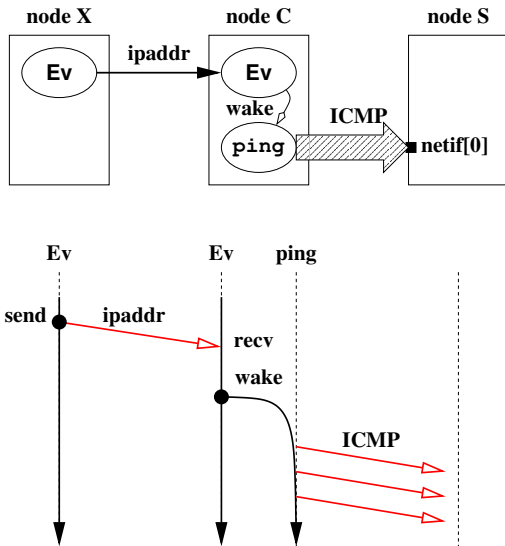 node X
node C
node S
ipaddr
Ev
Ev
wake
ICMP
ping
netif[0]
Ev
Ev
ping
send
ipaddr
recv
wake
ICMP